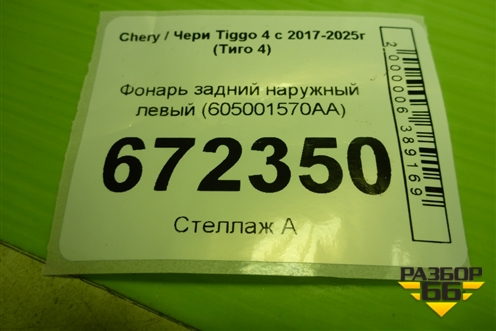 Chery / Чери Tiggo 4 с 2017-2025г
(Тиго 4)
Фонарь задний наружный
левый (605001570АА)
672350
Стеллаж А
2000006389169
РАЗБОР
66